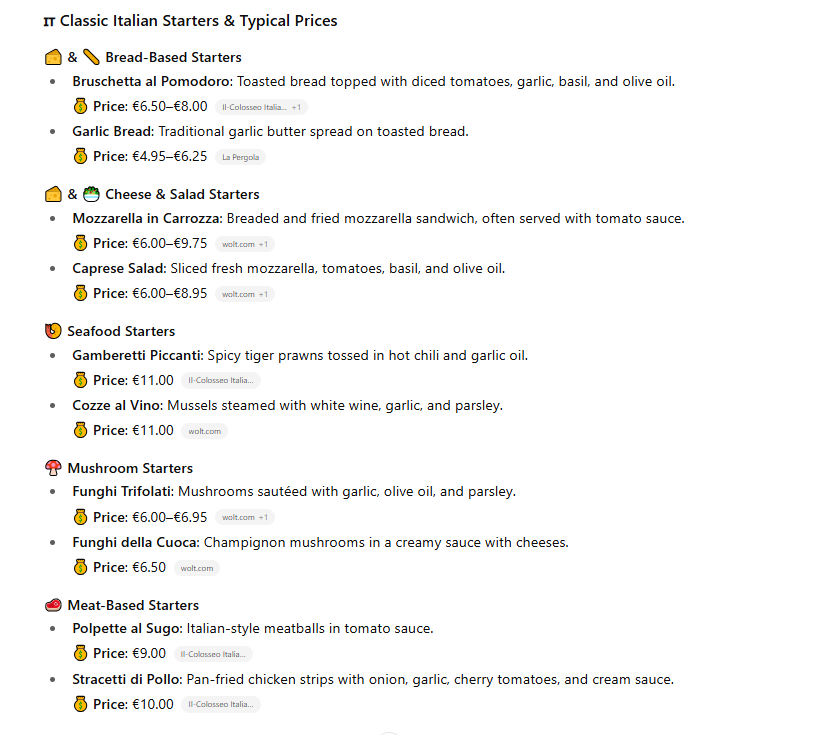 IT Classic Italian Starters & Typical Prices
& Bread-Based Starters
Bruschetta al Pomodoro: Toasted bread topped with diced tomatoes, garlic, basil, and olive oil.
Price: €6.50–€8.00 Il-Colosseo Italia... +1
Garlic Bread: Traditional garlic butter spread on toasted bread.
Price: €4.95–€6.25 La Pergola
& Cheese & Salad Starters
Mozzarella in Carrozza: Breaded and fried mozzarella sandwich, often served with tomato sauce.
Price: €6.00–€9.75 wolt.com +1
Caprese Salad: Sliced fresh mozzarella, tomatoes, basil, and olive oil.
Price: €6.00–€8.95 wolt.com +1
Seafood Starters
Gamberetti Piccanti: Spicy tiger prawns tossed in hot chili and garlic oil.
Price: €11.00 Il-Colosseo Italia...
Cozze al Vino: Mussels steamed with white wine, garlic, and parsley.
Price: €11.00 wolt.com
Mushroom Starters
Funghi Trifolati: Mushrooms sautéed with garlic, olive oil, and parsley.
Price: €6.00–€6.95 wolt.com +1
Funghi della Cuoca: Champignon mushrooms in a creamy sauce with cheeses.
Price: €6.50 wolt.com
Meat-Based Starters
Polpette al Sugo: Italian-style meatballs in tomato sauce.
Price: €9.00 Il-Colosseo Italia...
Stracetti di Pollo: Pan-fried chicken strips with onion, garlic, cherry tomatoes, and cream sauce.
Price: €10.00 Il-Colosseo Italia...